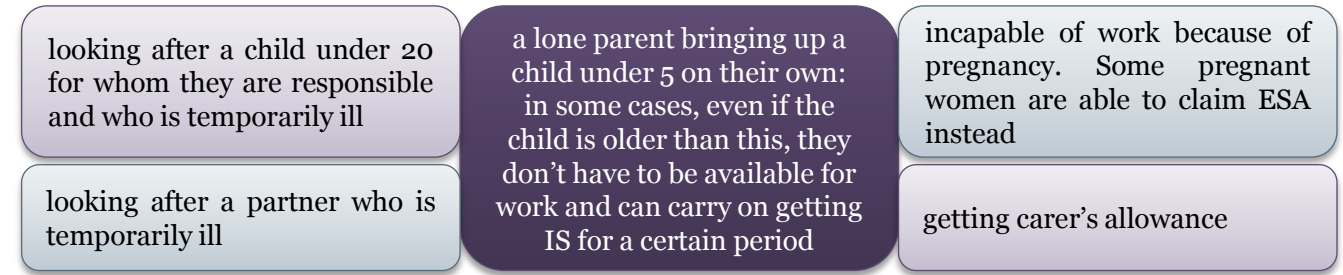 looking after a child under 20
for whom they are responsible
and who is temporarily ill
looking after a partner who is
temporarily ill
a lone parent bringing up a
child under 5 on their own:
in some cases, even if the
child is older than this, they
don’t have to be available for
work and can carry on getting
IS for a certain period
incapable of work because of
pregnancy. Some pregnant
women are able to claim ESA
instead
getting carer’s allowance